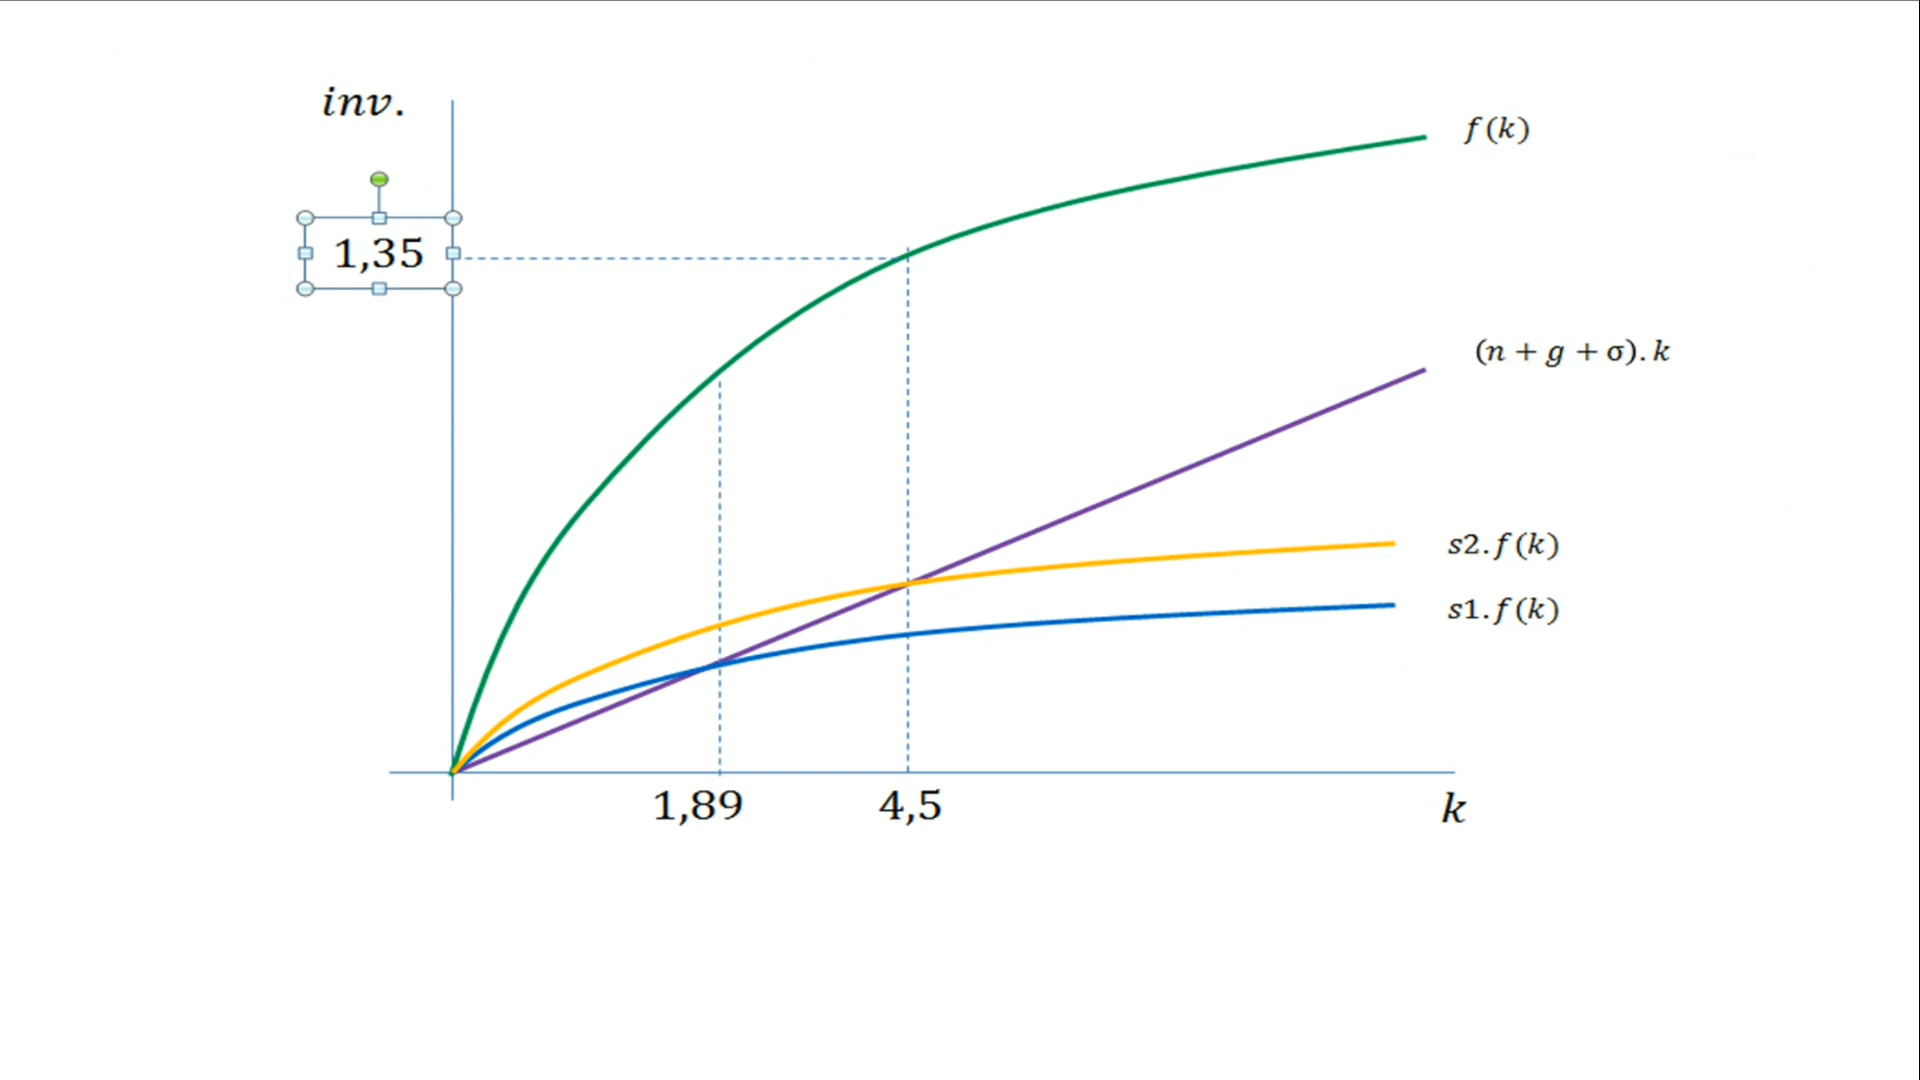 inv.
f(k)
1,35
(n + g + σ). k
s2. f(k)
s1. f(k)
1,89
4,5
k